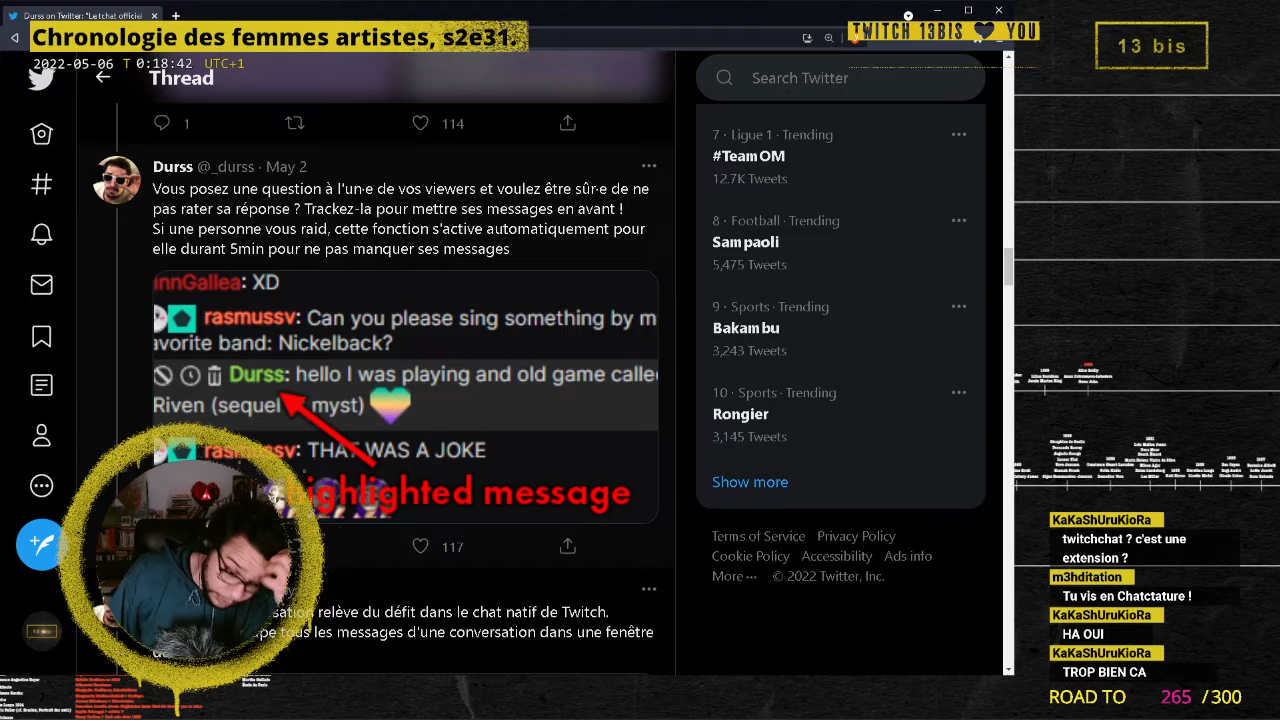 Durss on Twitter: "Le tchat officiel
Chronologie des femmes artistes, s2e31.
TWITCH 13BIS YOU
13 bis
2022-05-06 T 0:18:42 UTC+1
Thread
Search Twitter
1
114
7 · Ligue 1 · Trending
#TeamOM
12.7K Tweets
8 · Football · Trending
Sampaoli
5,475 Tweets
9 · Sports · Trending
Bakambu
3,243 Tweets
10 · Sports · Trending
Rongier
3,145 Tweets
Show more
Terms of Service Privacy Policy
Cookie Policy Accessibility Ads info
More ··· © 2022 Twitter, Inc.
Durss @_durss · May 2
Vous posez une question à l'un·e de vos viewers et voulez être sûr·e de ne
pas rater sa réponse ? Trackez-la pour mettre ses messages en avant !
Si une personne vous raid, cette fonction s'active automatiquement pour
elle durant 5min pour ne pas manquer ses messages
innGallea: XD
rasmussv: Can you please sing something by m
avorite band: Nickelback?
Durss: hello I was playing and old game calle
Riven (sequel myst)
THAT WAS A JOKE
highlighted message
117
relève du défit dans le chat natif de Twitch.
tous les messages d'une conversation dans une fenêtre
KaKaShUruKioRa
twitchchat ? c'est une
extension ?
m3hditation
Tu vis en Chatctature !
KaKaShUruKioRa
HA OUI
KaKaShUruKioRa
TROP BIEN CA
ROAD TO 265 / 300